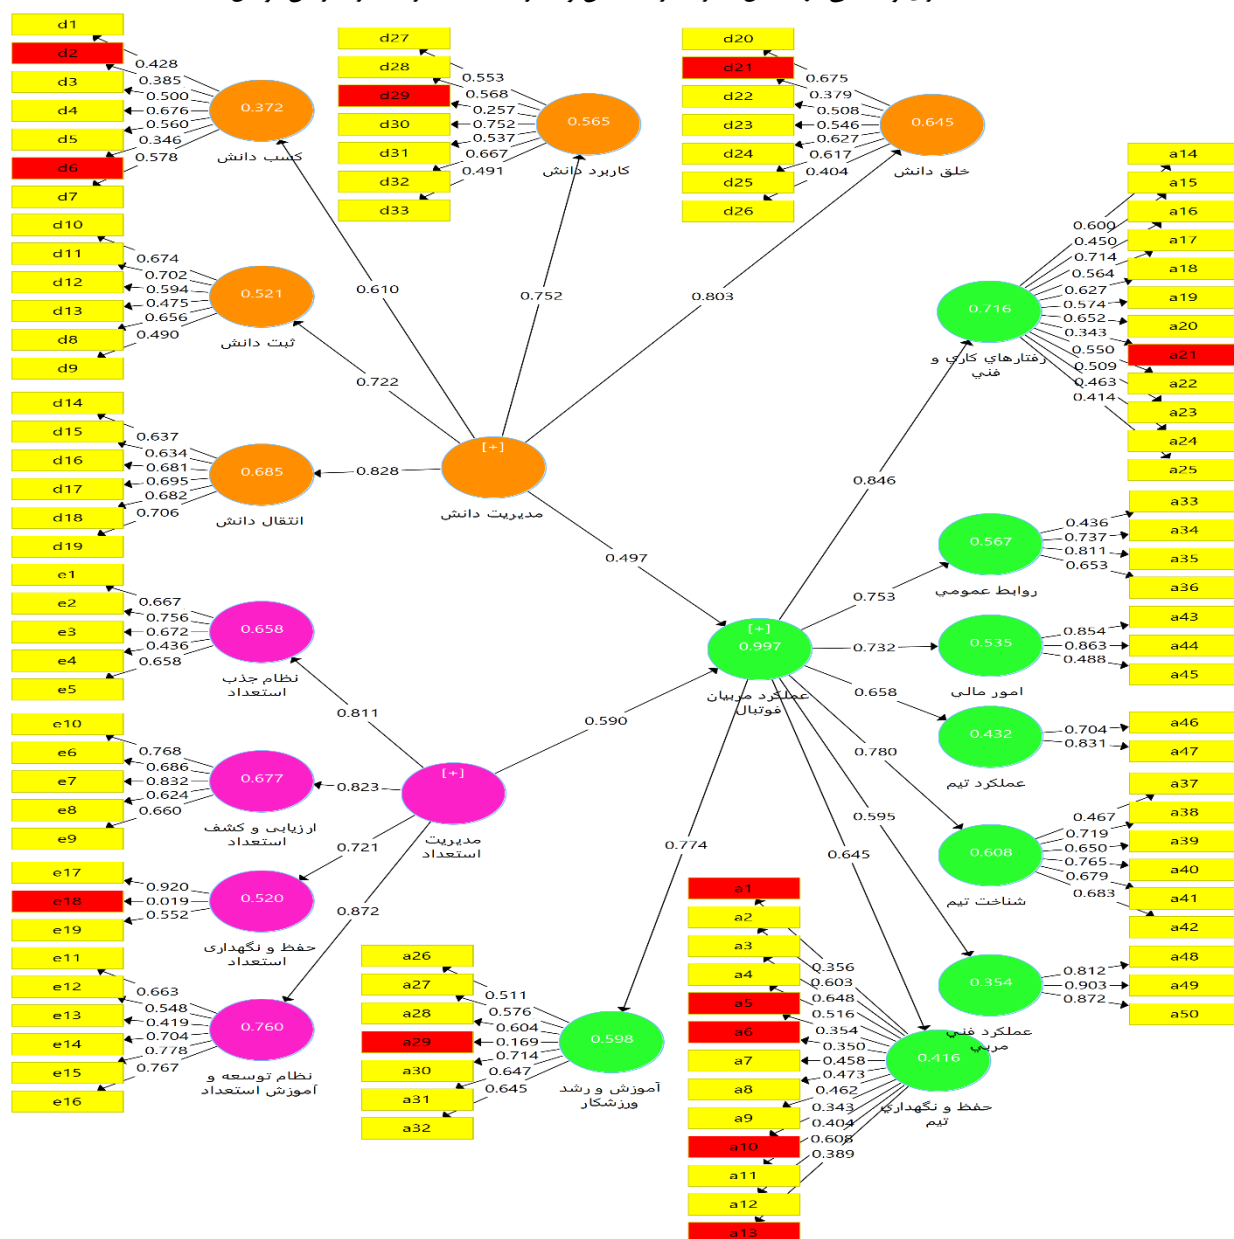 d1
d2
d3
d4
d5
d6
d7
0.428
0.385
0.500
0.676
0.560
0.346
0.578
0.372
کسب دانش
d27
d28
d29
d30
d31
d32
d33
0.553
0.568
0.257
0.752
0.537
0.667
0.491
0.565
کاربرد دانش
d20
d21
d22
d23
d24
d25
d26
0.675
0.379
0.508
0.546
0.627
0.617
0.404
0.645
خلق دانش
d10
d11
d12
d13
d8
d9
0.674
0.702
0.594
0.475
0.656
0.490
0.521
ثبت دانش
d14
d15
d16
d17
d18
d19
0.637
0.634
0.681
0.695
0.682
0.706
0.685
انتقال دانش
0.610
0.752
0.803
0.722
0.828
[+]
مدیریت دانش
0.497
e1
e2
e3
e4
e5
0.667
0.756
0.672
0.436
0.658
0.658
نظام جذب
استعداد
e10
e6
e7
e8
e9
0.768
0.686
0.832
0.624
0.660
0.677
ارزیابی و کشف
استعداد
e17
e18
e19
0.920
0.019
0.552
0.520
حفظ و نگهداری
استعداد
e11
e12
e13
e14
e15
e16
0.663
0.548
0.419
0.704
0.778
0.767
0.760
نظام توسعه و
آموزش استعداد
0.811
0.823
0.721
0.872
[+]
مدیریت
استعداد
0.590
[+]
0.997
عملکرد مربیان
فوتبال
0.846
0.753
0.732
0.658
0.780
0.595
0.645
0.774
a14
a15
a16
a17
a18
a19
a20
a21
a22
a23
a24
a25
0.600
0.450
0.714
0.564
0.627
0.574
0.652
0.343
0.550
0.509
0.463
0.414
0.716
رفتارهاي كاري و
فني
a33
a34
a35
a36
0.436
0.737
0.811
0.653
0.567
روابط عمومي
a43
a44
a45
0.854
0.863
0.488
0.535
امور مالی
a46
a47
0.704
0.831
0.432
عملكرد تیم
a37
a38
a39
a40
a41
a42
0.467
0.719
0.650
0.765
0.679
0.683
0.608
شناخت تیم
a48
a49
a50
0.812
0.903
0.872
0.354
عملكرد فني
مربي
a1
a2
a3
a4
a5
a6
a7
a8
a9
a10
a11
a12
a13
0.356
0.603
0.648
0.516
0.354
0.350
0.458
0.473
0.462
0.343
0.404
0.608
0.389
0.416
حفظ و نگهداري
تیم
a26
a27
a28
a29
a30
a31
a32
0.511
0.576
0.604
0.169
0.714
0.647
0.645
0.598
آموزش و رشد
ورزشکار